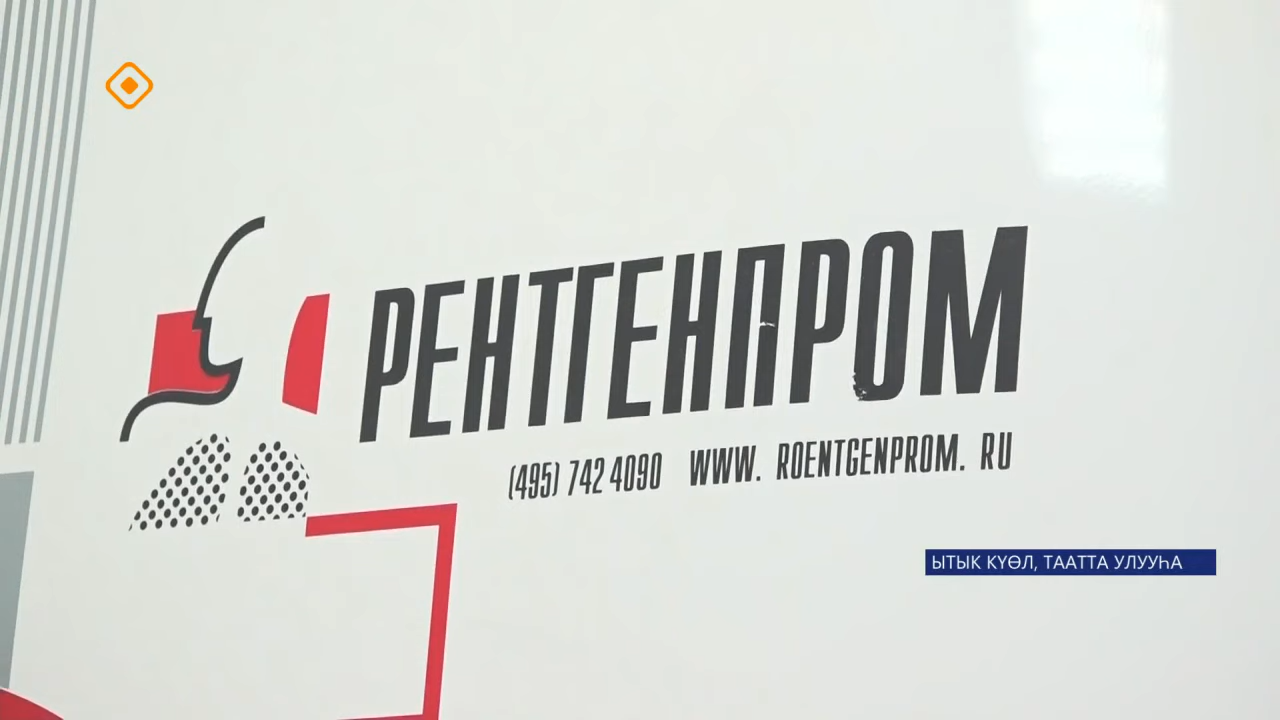 РЕНТГЕНПРОМ
(495) 742 4090 WWW. ROENTGENPROM. RU
ЫТЫК КҮӨЛ, ТААТТА УЛУУҺА